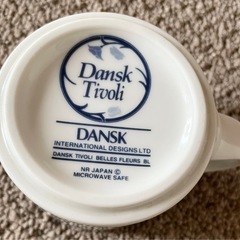 Dansk
Tivoli
DANSK
INTERNATIONAL DESIGNS LTD
DANSK TIVOLI BELLES FLEURS BL
NR JAPAN ©
MICROWAVE SAFE